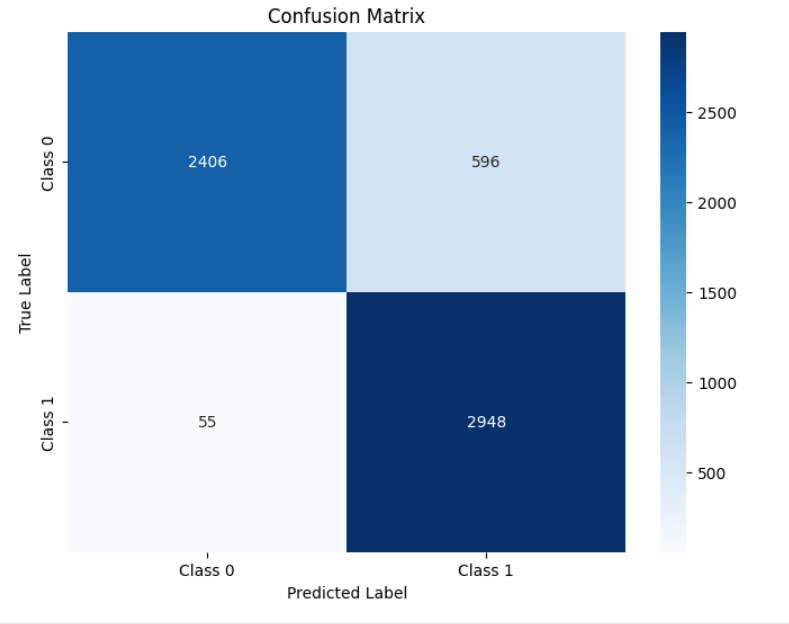 Confusion Matrix
True Label
Class 0
2406
596
Class 1
55
2948
Class 0
Class 1
Predicted Label
2500
2000
1500
1000
500